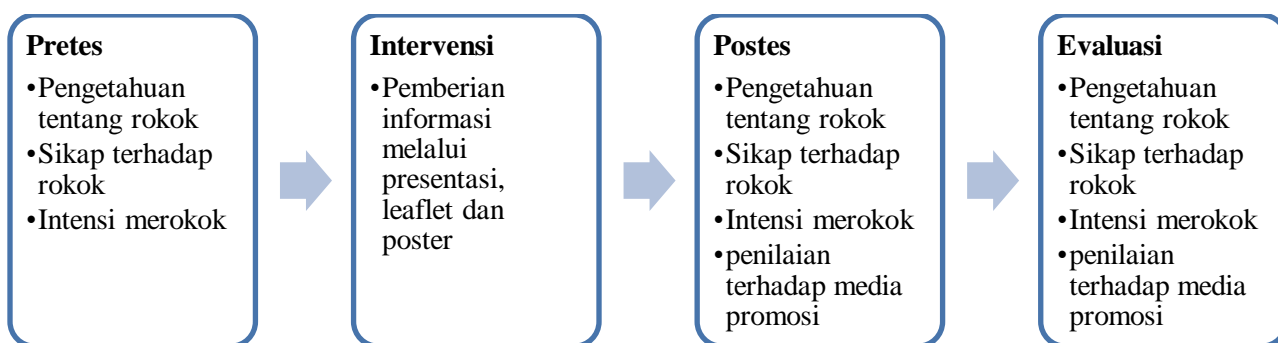 Pretes
•Pengetahuan
tentang rokok
•Sikap terhadap
rokok
•Intensi merokok
Intervensi
•Pemberian
informasi
melalui
presentasi,
leaflet dan
poster
Postes
•Pengetahuan
tentang rokok
•Sikap terhadap
rokok
•Intensi merokok
•penilaian
terhadap media
promosi
Evaluasi
•Pengetahuan
tentang rokok
•Sikap terhadap
rokok
•Intensi merokok
•penilaian
terhadap media
promosi